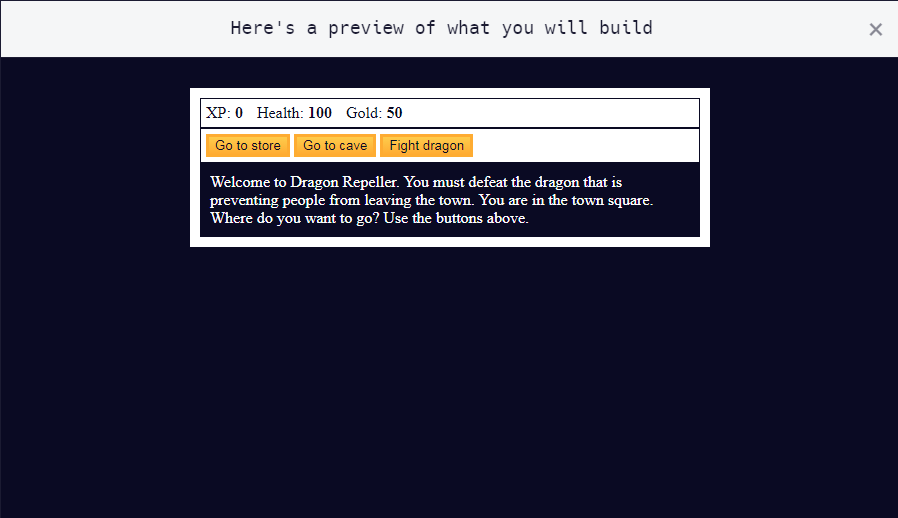 Here's a preview of what you will build ×
XP: 0 Health: 100 Gold: 50
Go to store Go to cave Fight dragon
Welcome to Dragon Repeller. You must defeat the dragon that is
preventing people from leaving the town. You are in the town square.
Where do you want to go? Use the buttons above.